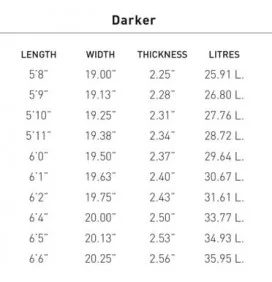 Darker
LENGTH WIDTH THICKNESS LITRES
5'8" 19.00" 2.25" 25.91 L.
5'9" 19.13" 2.28" 26.80 L.
5'10" 19.25" 2.31" 27.76 L.
5'11" 19.38" 2.34" 28.72 L.
6'0" 19.50" 2.37" 29.64 L.
6'1" 19.63" 2.40" 30.67 L.
6'2" 19.75" 2.43" 31.61 L.
6'4" 20.00" 2.50" 33.77 L.
6'5" 20.13" 2.53" 34.93 L.
6'6" 20.25" 2.56" 35.95 L.